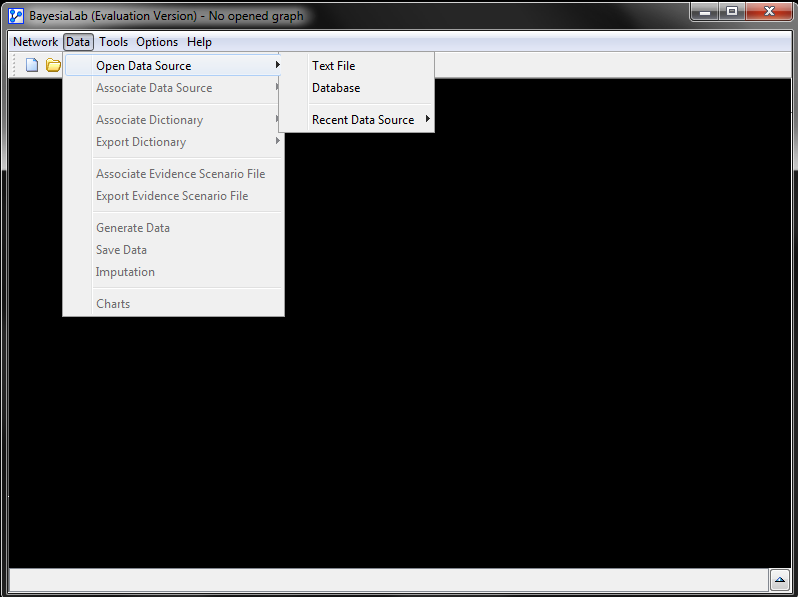 BayesiaLab (Evaluation Version) - No opened graph
Network Data Tools Options Help
Open Data Source
Associate Data Source
Associate Dictionary
Export Dictionary
Associate Evidence Scenario File
Export Evidence Scenario File
Generate Data
Save Data
Imputation
Charts
Text File
Database
Recent Data Source